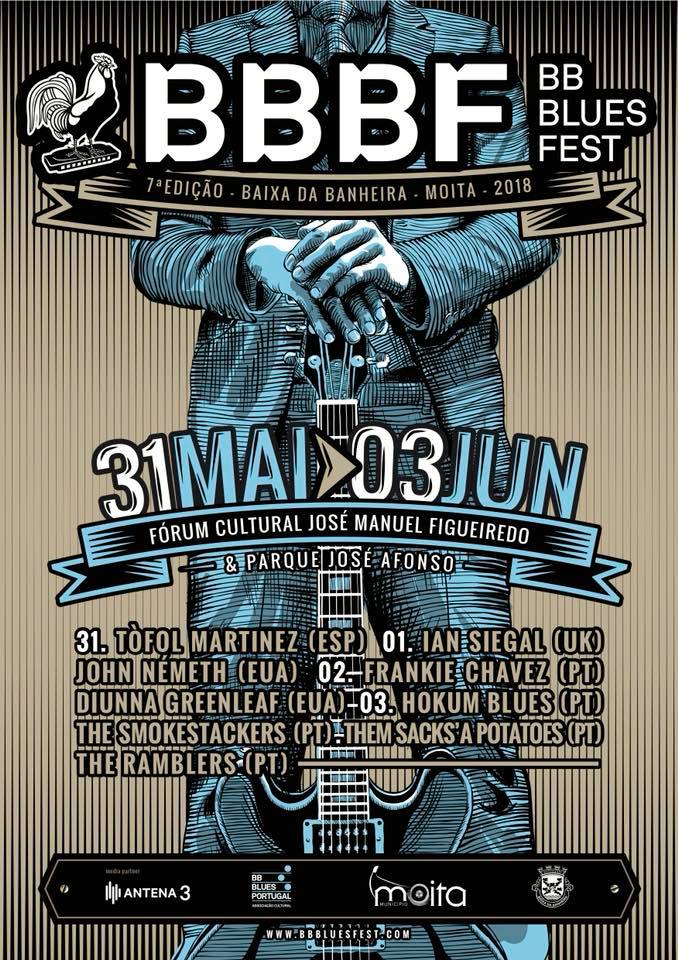 BBBF
BB
BLUES
FEST
7ª EDIÇÃO - BAIXA DA BANHEIRA - MOITA - 2018
31MAI>03JUN
FÓRUM CULTURAL JOSÉ MANUEL FIGUEIREDO
& PARQUE JOSÉ AFONSO
31. TÒFOL MARTINEZ (ESP) 01. IAN SIEGAL (UK)
JOHN NÉMETH (EUA) 02.-FRANKIE CHAVEZ (PT)
DIUNNA GREENLEAF (EUA)-03. HOKUM BLUES (PT)
THE SMOKESTACKERS (PT)-THEM SACKS'A POTATOES (PT)
THE RAMBLERS (PT)
media partner
ANTENA 3
BB
BLUES
PORTUGAL
ASSOCIAÇÃO CULTURAL
moita
MUNICÍPIO
WWW.BBBLUESFEST.COM